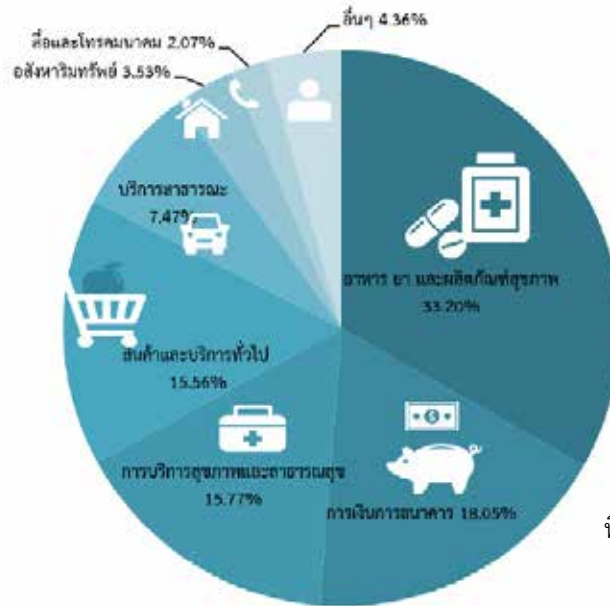 อื่นๆ 4.36%
สื่อและโทรคมนาคม 2.07%
อสังหาริมทรัพย์ 3.53%
บริการสาธารณะ
7.47%
อาหาร ยา และผลิตภัณฑ์สุขภาพ
33.20%
สินค้าและบริการทั่วไป
15.56%
การบริการสุขภาพและสาธารณสุข
15.77%
การเงินการธนาคาร 18.05%